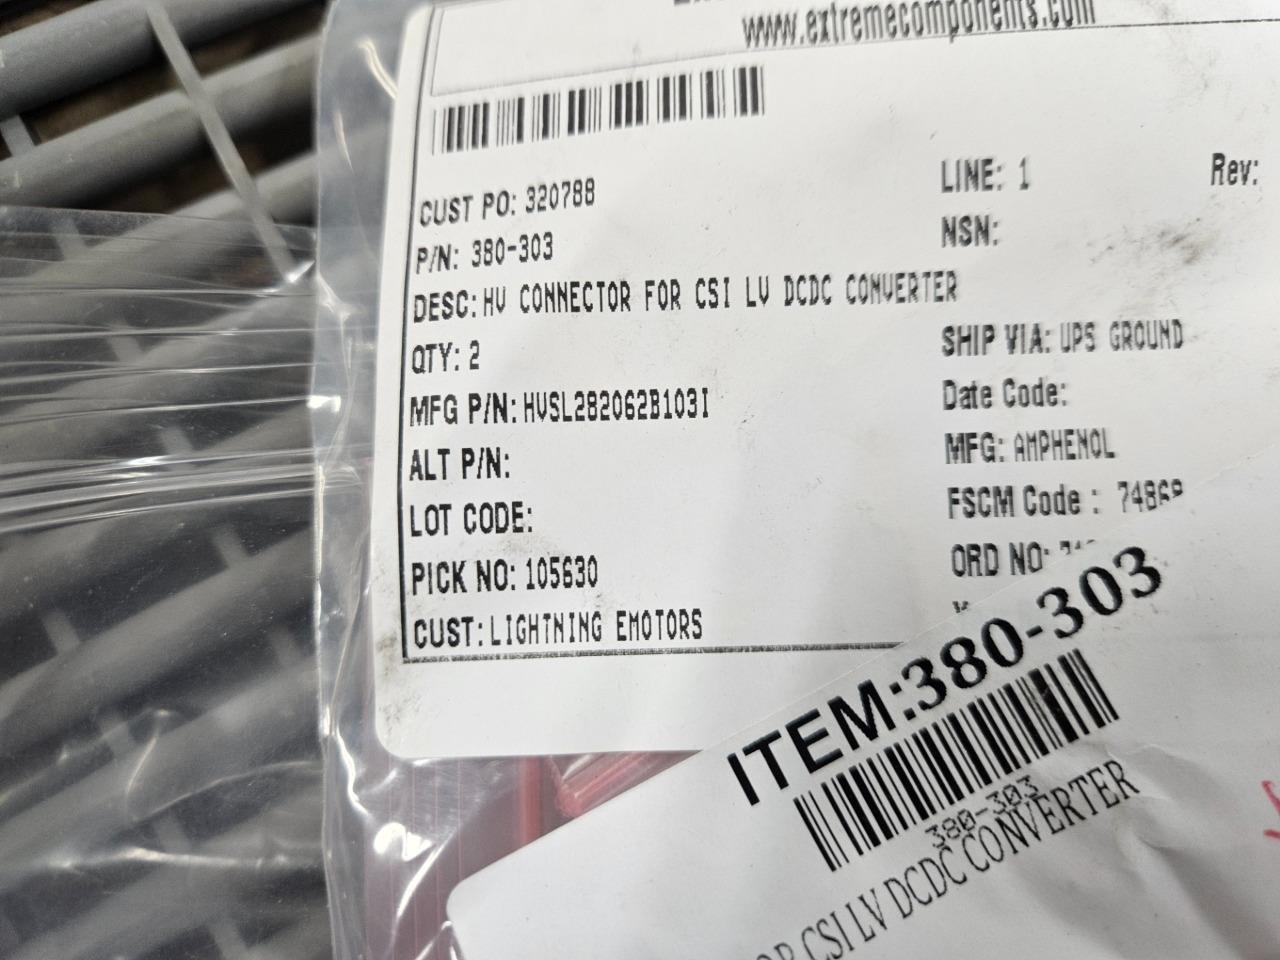 www.extremecomponents.com
CUST PO: 320788
LINE: 1
Rev:
P/N: 380-303
NSN:
DESC: HV CONNECTOR FOR CSI LV DCDC CONVERTER
QTY: 2
SHIP VIA: UPS GROUND
MFG P/N: HVSL282062B103I
Date Code:
ALT P/N:
MFG: AMPHENOL
LOT CODE:
FSCM Code :
PICK NO: 105630
ORD NO:
CUST: LIGHTNING EMOTORS
ITEM:380-303
380-303
CSI LV DCDC CONVERTER